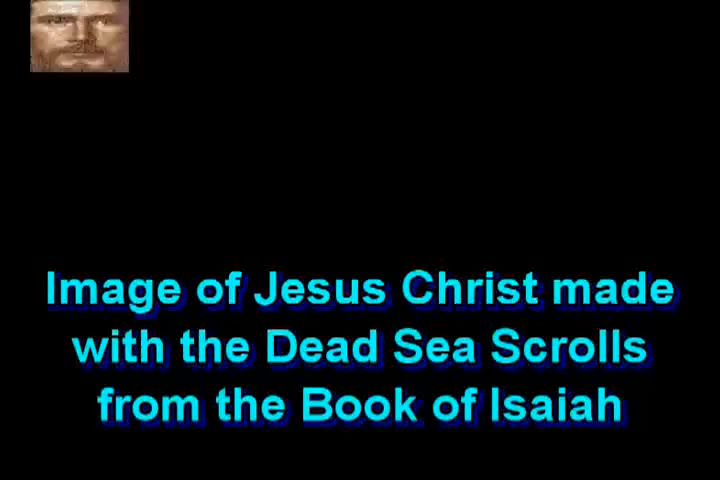 Image of Jesus Christ made
with the Dead Sea Scrolls
from the Book of Isaiah